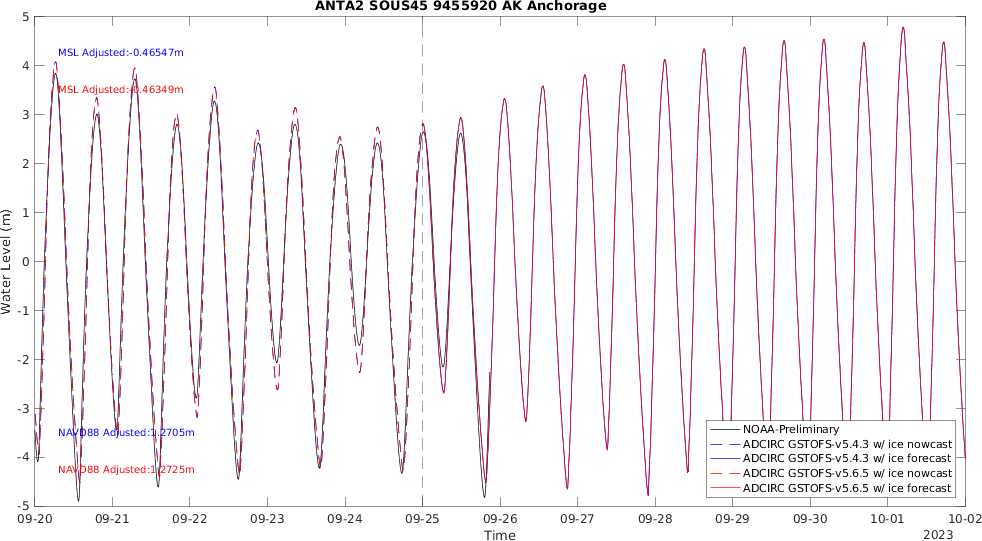 ANTA2 SOUS45 9455920 AK Anchorage
5
4
3
2
1
0
-1
-2
-3
-4
-5
Water Level (m)
MSL Adjusted:-0.46547m
MSL Adjusted:-0.46349m
NAVD88 Adjusted:1.2705m
NAVD88 Adjusted:1.2725m
NOAA-Preliminary
ADCIRC GSTOFS-v5.4.3 w/ ice nowcast
ADCIRC GSTOFS-v5.4.3 w/ ice forecast
ADCIRC GSTOFS-v5.6.5 w/ ice nowcast
ADCIRC GSTOFS-v5.6.5 w/ ice forecast
09-20 09-21 09-22 09-23 09-24 09-25 09-26 09-27 09-28 09-29 09-30 10-01 10-02
Time
2023